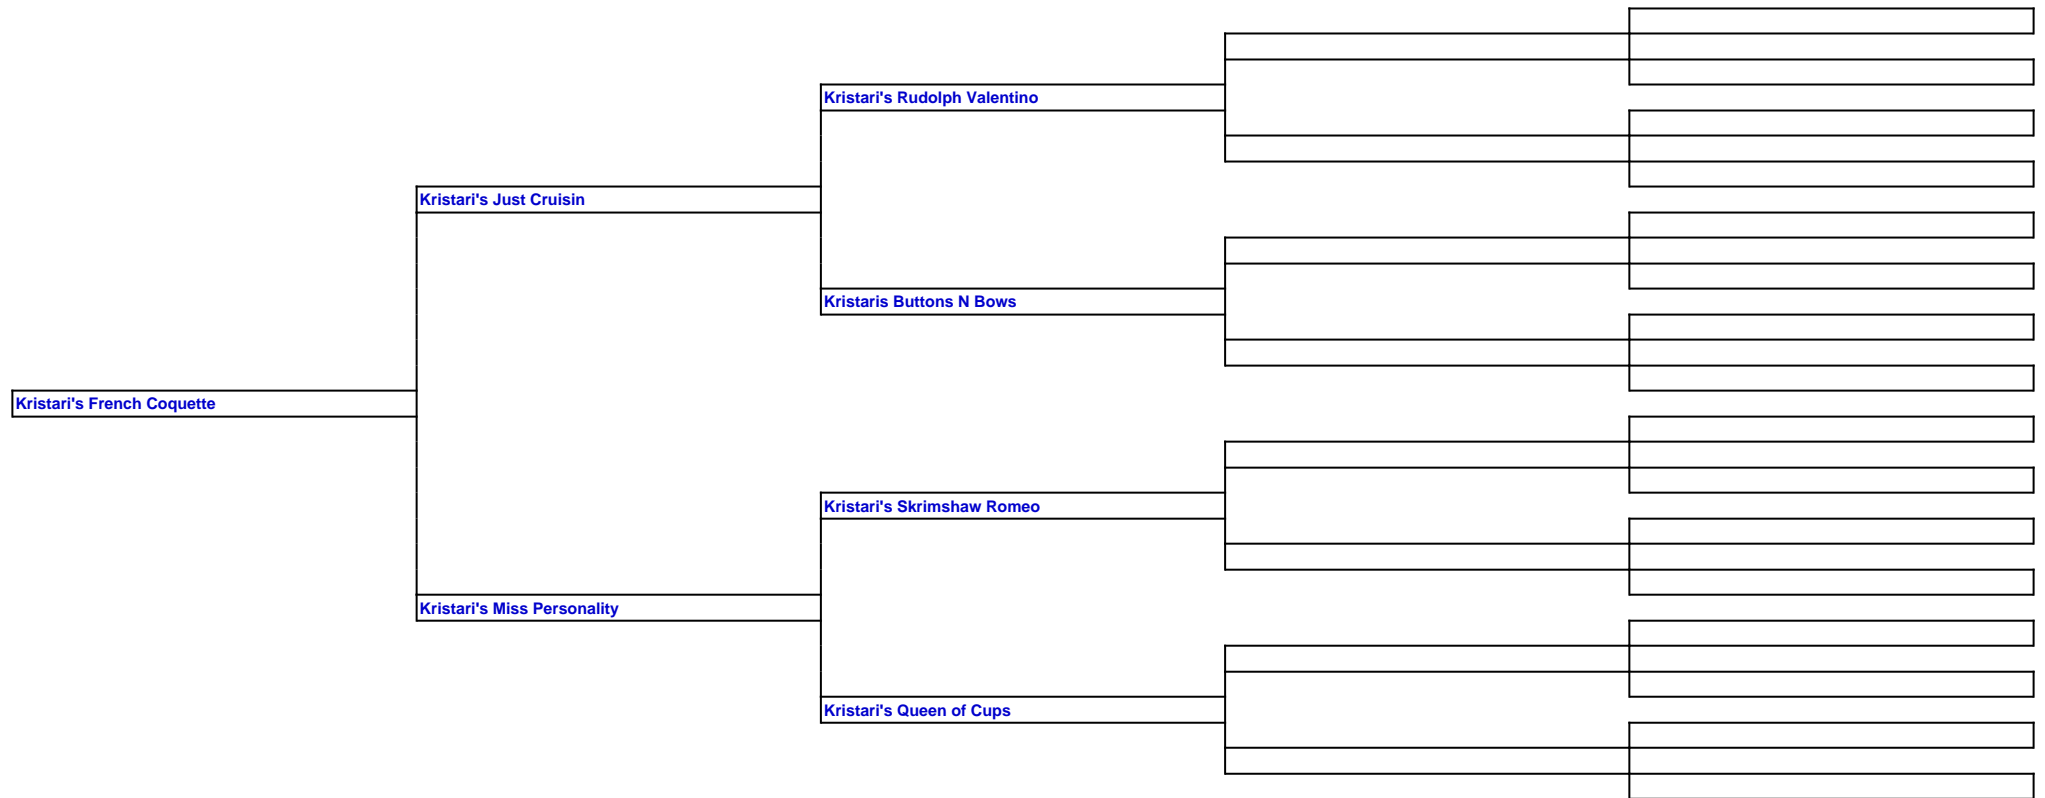 Kristari's Rudolph Valentino
Kristari's Just Cruisin
Kristaris Buttons N Bows
Kristari's French Coquette
Kristari's Skrimshaw Romeo
Kristari's Miss Personality
Kristari's Queen of Cups